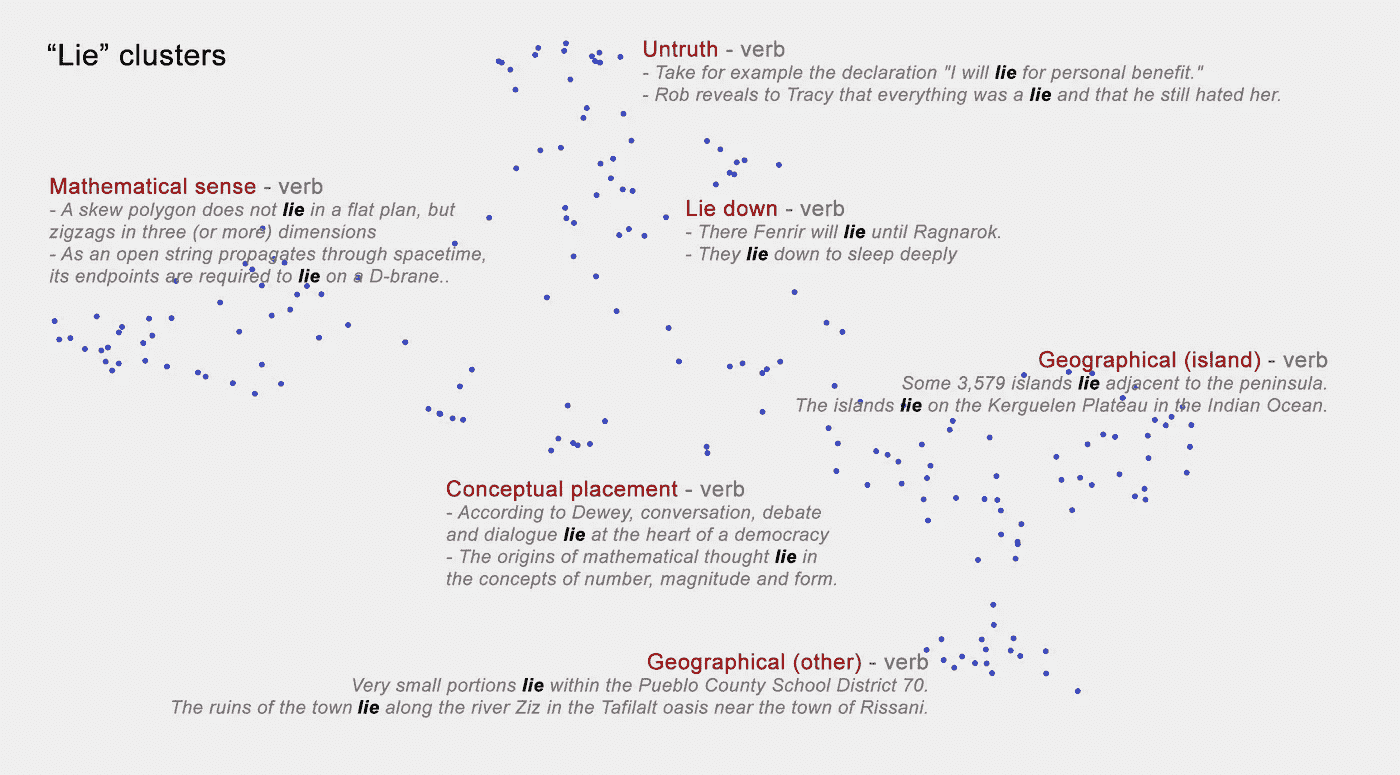 “Lie” clusters
Untruth - verb
- Take for example the declaration "I will lie for personal benefit."
- Rob reveals to Tracy that everything was a lie and that he still hated her.
Mathematical sense - verb
- A skew polygon does not lie in a flat plan, but
zigzags in three (or more) dimensions
- As an open string propagates through spacetime,
its endpoints are required to lie on a D-brane..
Lie down - verb
- There Fenrir will lie until Ragnarok.
- They lie down to sleep deeply
Geographical (island) - verb
Some 3,579 islands lie adjacent to the peninsula.
The islands lie on the Kerguelen Plateau in the Indian Ocean.
Conceptual placement - verb
- According to Dewey, conversation, debate
and dialogue lie at the heart of a democracy
- The origins of mathematical thought lie in
the concepts of number, magnitude and form.
Geographical (other) - verb
Very small portions lie within the Pueblo County School District 70.
The ruins of the town lie along the river Ziz in the Tafilalt oasis near the town of Rissani.